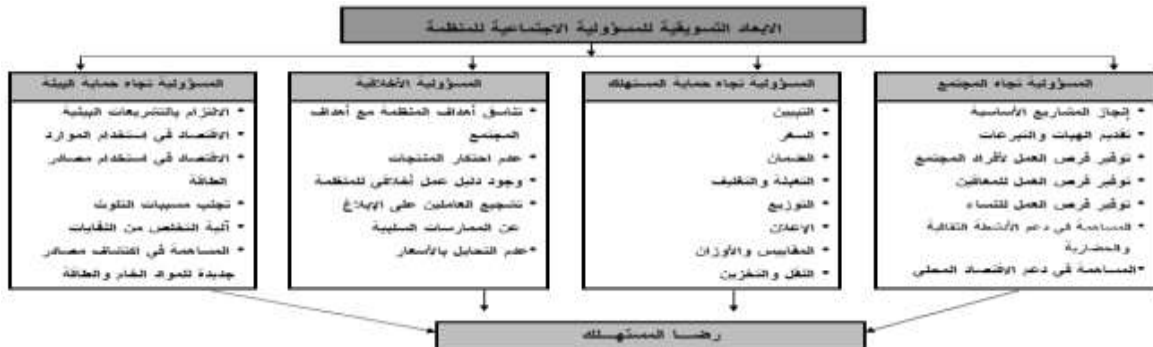 الابعاد التسويقية للمسؤولية الاجتماعية للمنظمة
المسؤولية تجاه المجتمع
• إنجاز المشاريع الأساسية
• تقديم الهبات والتبرعات
• توفير فرص العمل لأفراد المجتمع
• توفير فرص العمل للمعاقين
• توفير فرص العمل للنساء
• المساهمة في دعم الأنشطة الثقافية
والحضارية
•المساهمة في دعم الاقتصاد المحلي
المسؤولية تجاه حماية المستهلك
• التبيين
• السعر
• الضمان
• التعبئة والتغليف
• التوزيع
• الإعلان
• المقاييس والأوزان
• النقل والتخزين
المسؤولية الأخلاقية
• تناسق أهداف المنظمة مع أهداف
المجتمع
• عدم احتكار المنتجات
• وجود دليل عمل أخلاقي للمنظمة
• تشجيع العاملين على الإبلاغ
عن الممارسات السلبية
•عدم التحايل بالأسعار
المسؤولية تجاه حماية البيئة
• الالتزام بالتشريعات البيئية
• الاقتصاد في استخدام الموارد
• الاقتصاد في استخدام مصادر
الطاقة
• تجنب مسببات التلوث
• آلية التخلص من النفايات
• المساهمة في اكتشاف مصادر
جديدة للمواد الخام والطاقة
رضا المستهلك